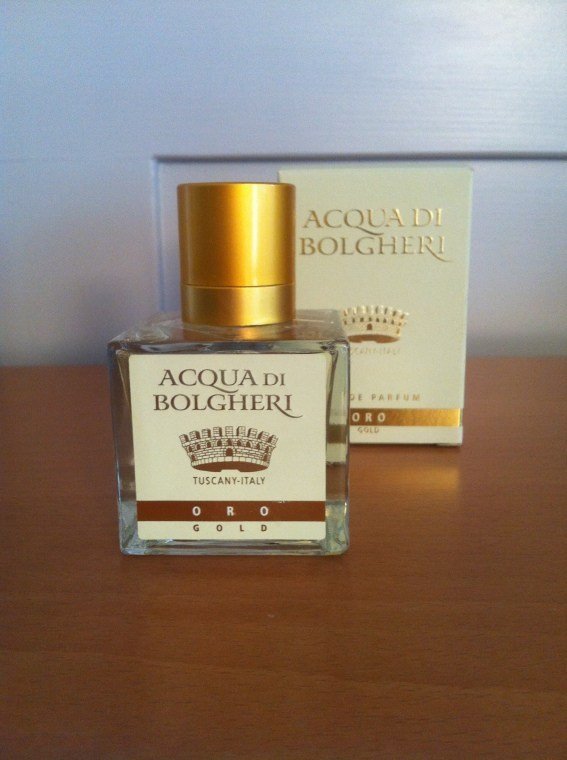 ACQUA DI
BOLGHERI
TUSCANY-ITALY
ORO
GOLD
ACQUA DI
BOLGHERI
DE PARFUM
ORO
GOLD